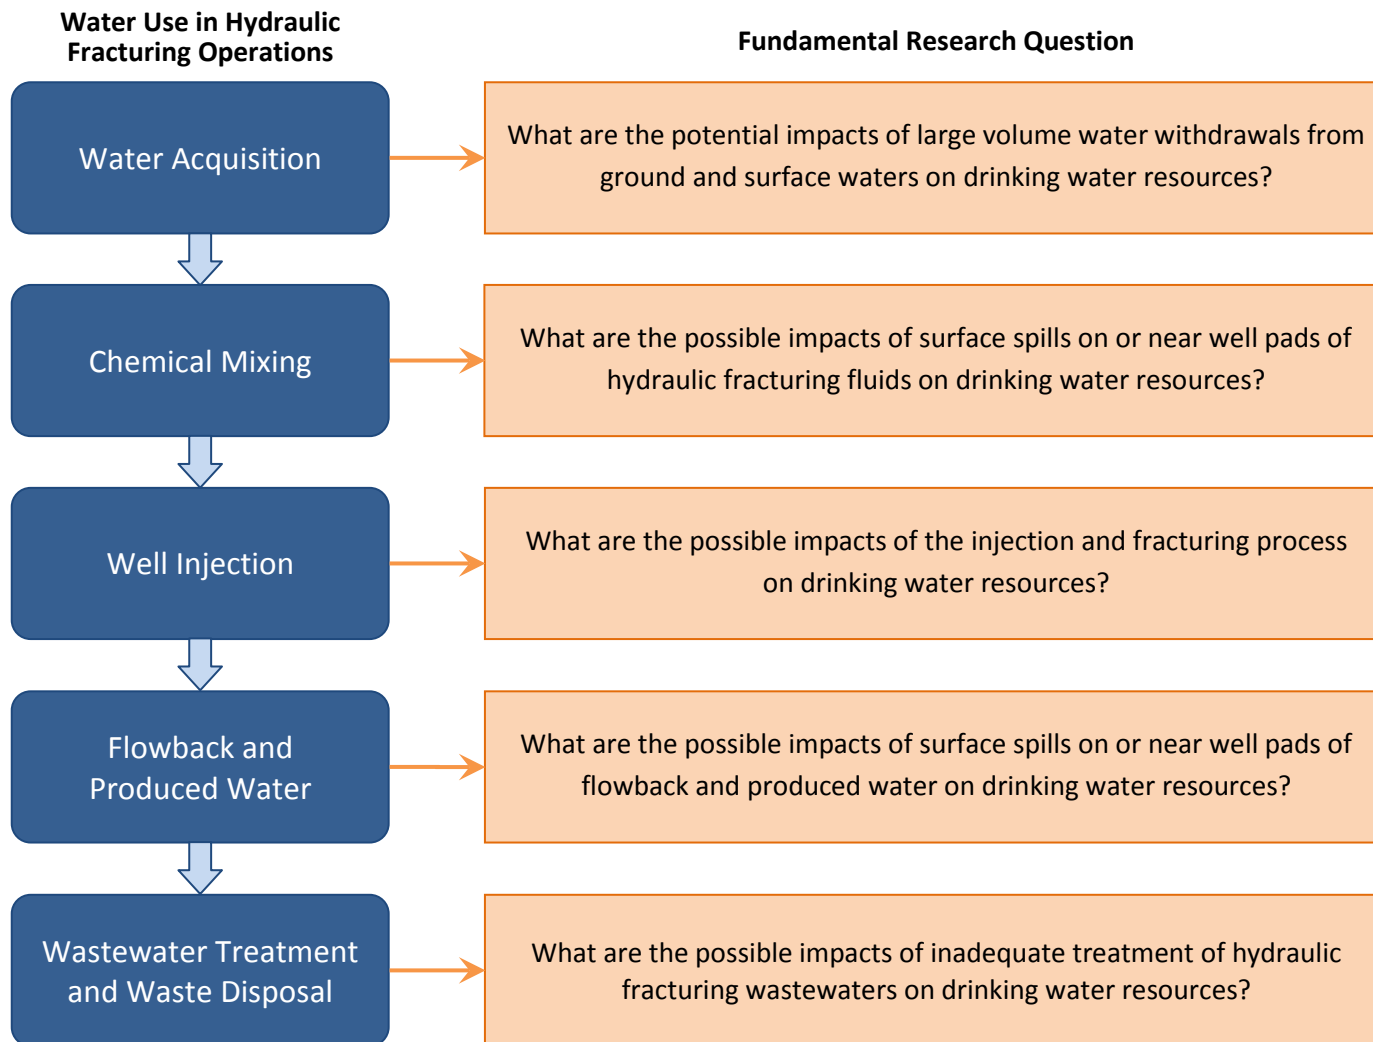 Water Use in Hydraulic
Fracturing Operations
Fundamental Research Question
Water Acquisition
What are the potential impacts of large volume water withdrawals from
ground and surface waters on drinking water resources?
Chemical Mixing
What are the possible impacts of surface spills on or near well pads of
hydraulic fracturing fluids on drinking water resources?
Well Injection
What are the possible impacts of the injection and fracturing process
on drinking water resources?
Flowback and
Produced Water
What are the possible impacts of surface spills on or near well pads of
flowback and produced water on drinking water resources?
Wastewater Treatment
and Waste Disposal
What are the possible impacts of inadequate treatment of hydraulic
fracturing wastewaters on drinking water resources?